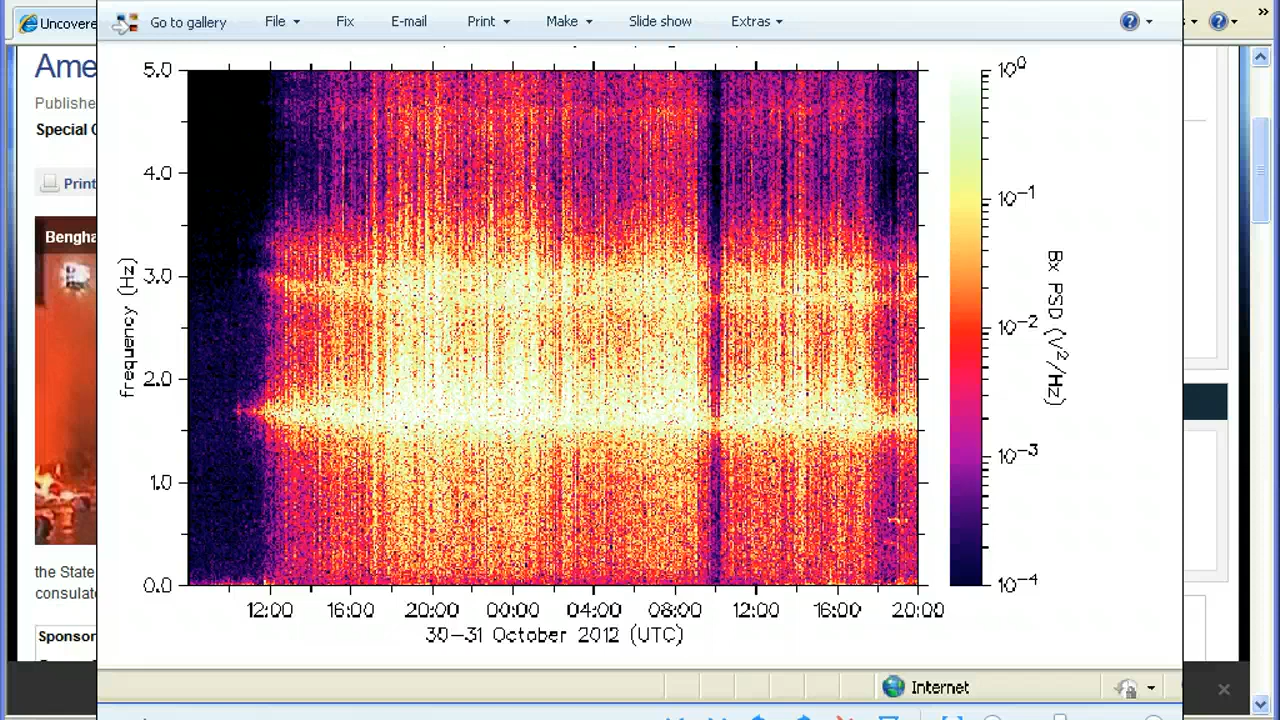 Uncovere
Go to gallery File Fix E-mail Print Make Slide show Extras
Ame
Publishe
Special
Print
Bengha
the State
consulat
Sponsor
5.0
4.0
3.0
2.0
1.0
0.0
frequency (Hz)
12:00 16:00 20:00 00:00 04:00 08:00 12:00 16:00 20:00
30-31 October 2012 (UTC)
10⁰
10⁻¹
10⁻²
10⁻³
10⁻⁴
Bx PSD (V²/Hz)
Internet